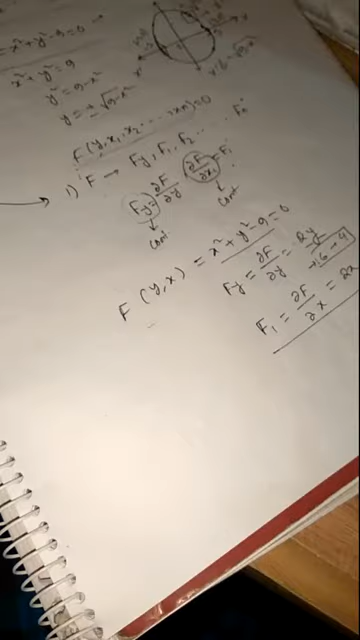 = x² + y² - 9 = 0 →
x² + y² = 9
y² = 9 - x²
y = ± √9-x²
F (y, x₁, x₂ ... , xₙ) = 0
1) F → Fy, F₁, F₂ ....
Fy = ∂F/∂y ∂F/∂x₁ = F₁
cont cont
F (y, x) = x² + y² - 9 = 0
Fy = ∂F/∂y = 2y
F₁ = ∂F/∂x = 2x